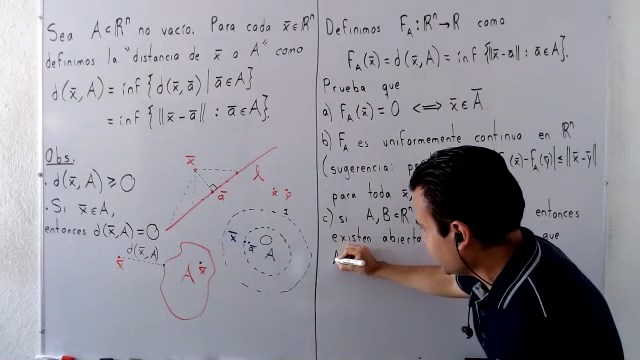 Sea A⊂ℝⁿ no vacío. Para cada x̄∈ℝⁿ
definimos la "distancia de x̄ a A" como
d(x̄,A) = inf { d(x̄,ā) | ā∈A }
= inf { ||x̄-ā|| : ā∈A }.
Obs.
· d(x̄,A) ≥ 0
· Si x̄∈A,
entonces d(x̄,A)=0
x̄
ā
l
x̄ ȳ
d(x̄,A)
x̄
A
x̄
x̄
ā
A
Definimos F_A : ℝⁿ→ℝ como
F_A(x̄) = d(x̄,A) = inf { ||x̄-ā|| : ā∈A }.
Prueba que
a) F_A(x̄) = 0 ⟺ x̄∈A̅.
b) F_A es uniformemente continua en ℝⁿ
(sugerencia: (x̄)-F_A(ȳ)| ≤ ||x̄-ȳ||
para toda
c) si A, B⊂ℝⁿ entonces
existen que